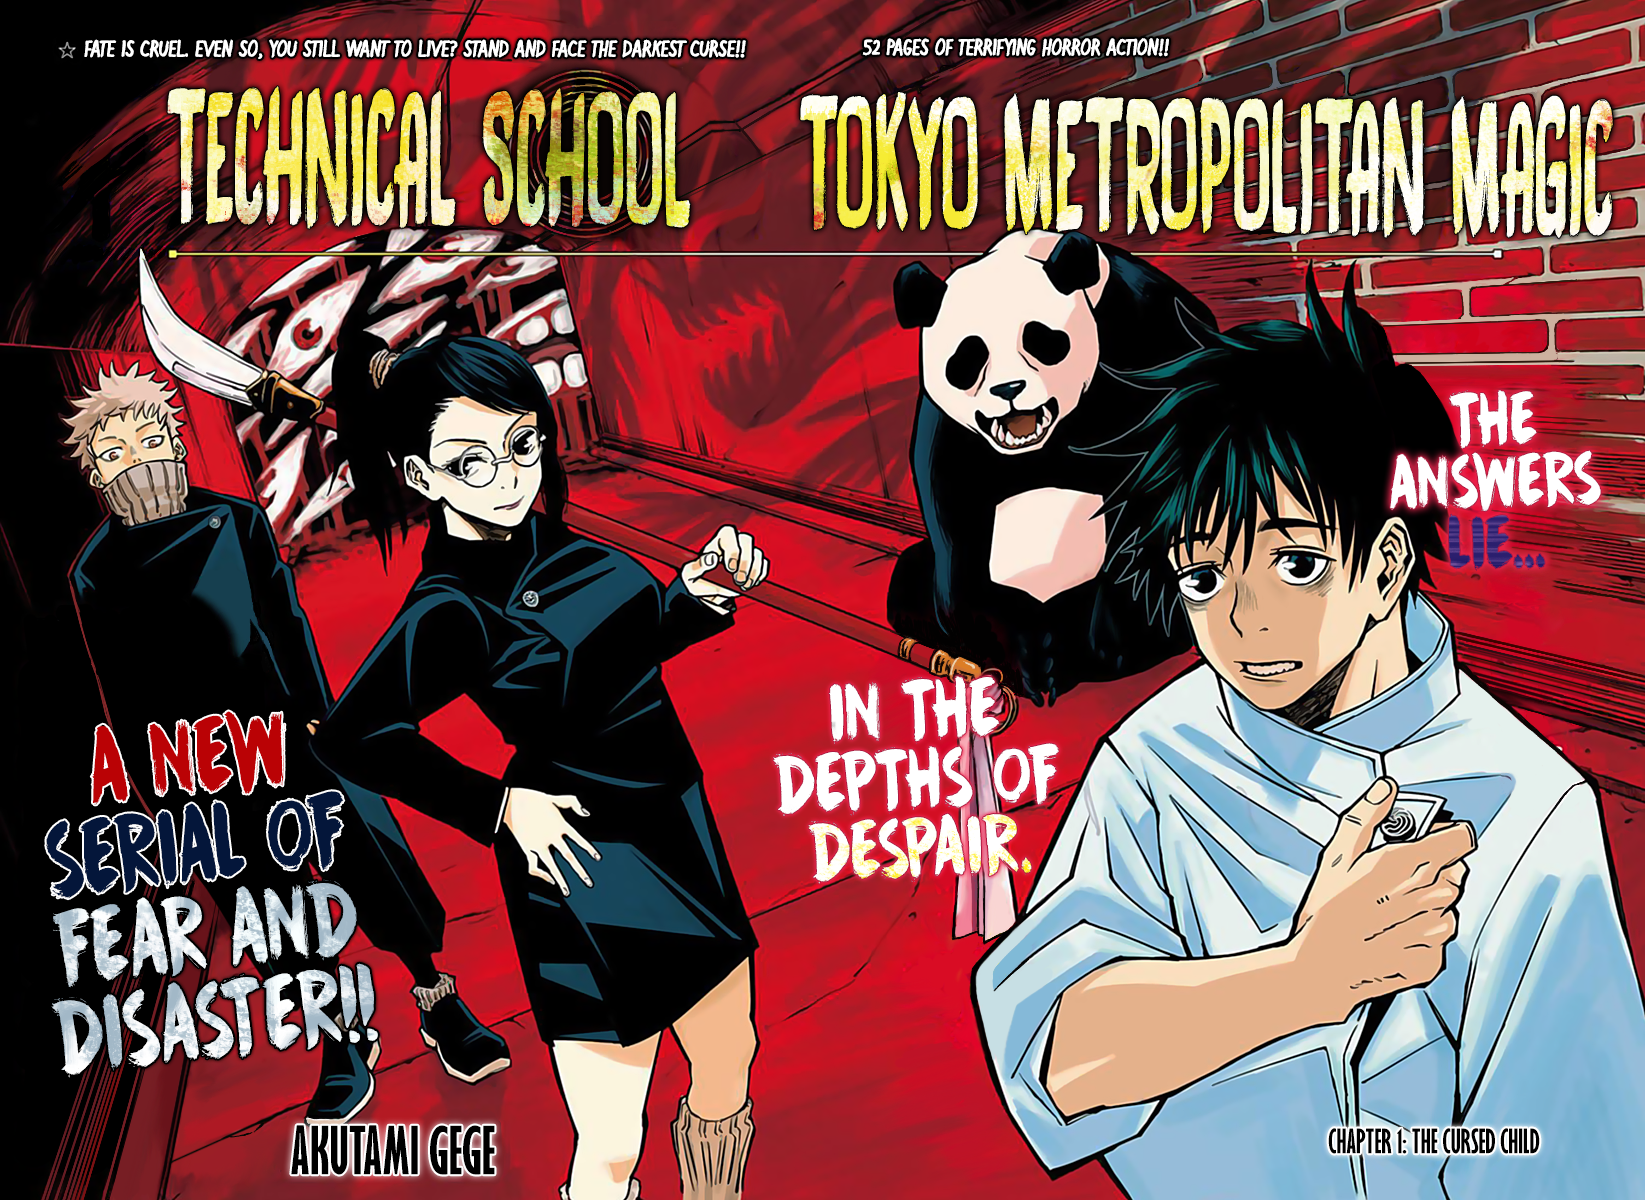 ☆ FATE IS CRUEL. EVEN SO, YOU STILL WANT TO LIVE? STAND AND FACE THE DARKEST CURSE!!
52 PAGES OF TERRIFYING HORROR ACTION!!
TECHNICAL SCHOOL
TOKYO METROPOLITAN MAGIC
THE
ANSWERS
LIE...
IN THE
DEPTHS OF
DESPAIR.
A NEW
SERIAL OF
FEAR AND
DISASTER!!
AKUTAMI GEGE
CHAPTER 1: THE CURSED CHILD